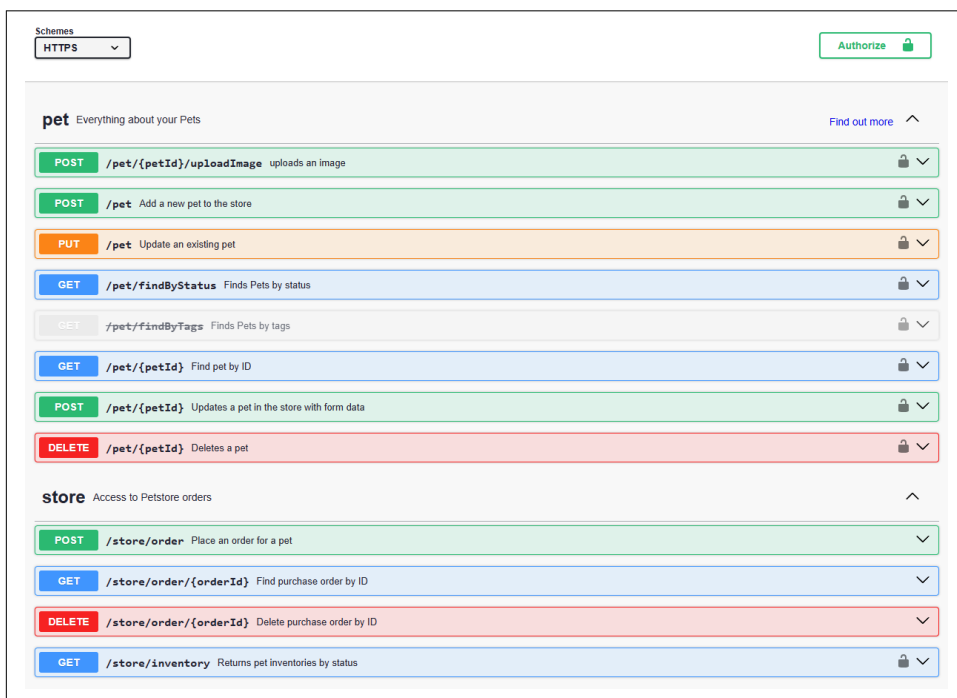 Schemes
HTTPS
Authorize
pet Everything about your Pets Find out more
POST /pet/{petId}/uploadImage uploads an image
POST /pet Add a new pet to the store
PUT /pet Update an existing pet
GET /pet/findByStatus Finds Pets by status
GET /pet/findByTags Finds Pets by tags
GET /pet/{petId} Find pet by ID
POST /pet/{petId} Updates a pet in the store with form data
DELETE /pet/{petId} Deletes a pet
store Access to Petstore orders
POST /store/order Place an order for a pet
GET /store/order/{orderId} Find purchase order by ID
DELETE /store/order/{orderId} Delete purchase order by ID
GET /store/inventory Returns pet inventories by status